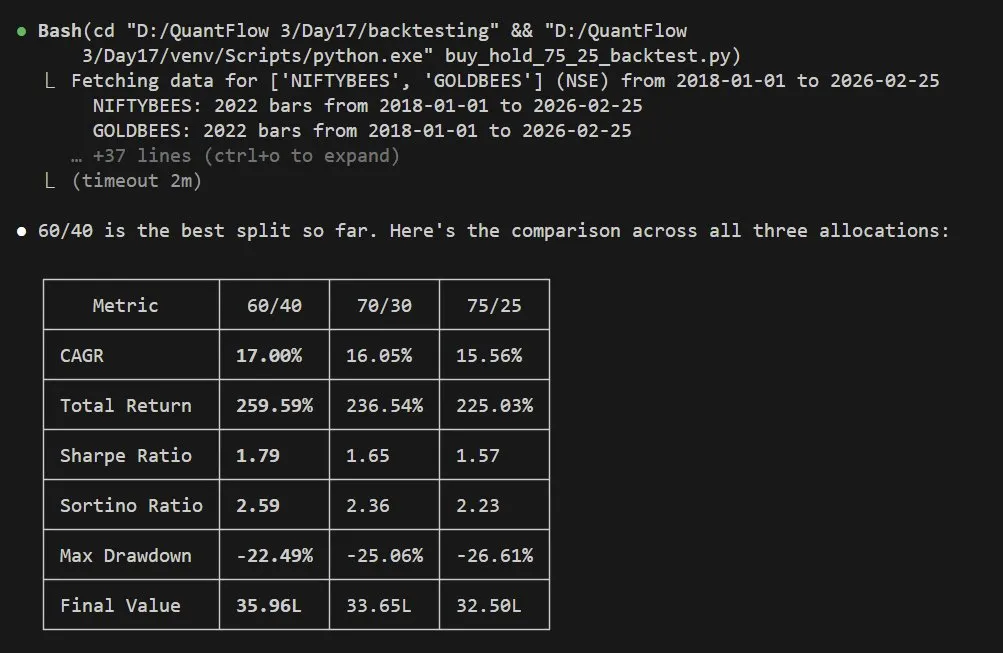 ● Bash(cd "D:/QuantFlow 3/Day17/backtesting" && "D:/QuantFlow
3/Day17/venv/Scripts/python.exe" buy_hold_75_25_backtest.py)
⎿ Fetching data for ['NIFTYBEES', 'GOLDBEES'] (NSE) from 2018-01-01 to 2026-02-25
NIFTYBEES: 2022 bars from 2018-01-01 to 2026-02-25
GOLDBEES: 2022 bars from 2018-01-01 to 2026-02-25
… +37 lines (ctrl+o to expand)
⎿ (timeout 2m)
● 60/40 is the best split so far. Here's the comparison across all three allocations:
Metric 60/40 70/30 75/25
CAGR 17.00% 16.05% 15.56%
Total Return 259.59% 236.54% 225.03%
Sharpe Ratio 1.79 1.65 1.57
Sortino Ratio 2.59 2.36 2.23
Max Drawdown -22.49% -25.06% -26.61%
Final Value 35.96L 33.65L 32.50L